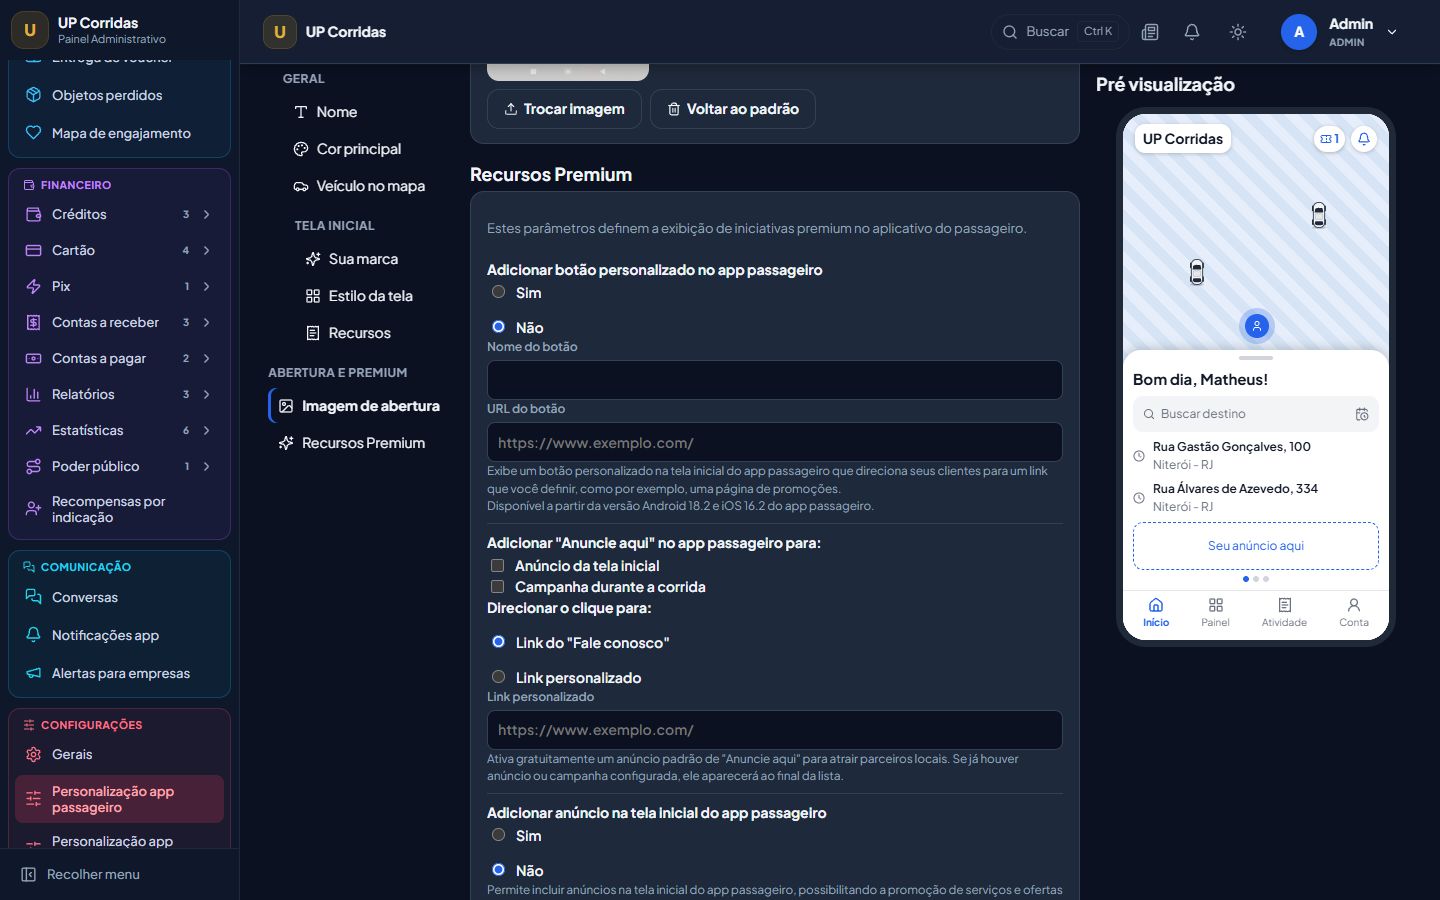 U
UP Corridas
Painel Administrativo
Entrega de voucher
Objetos perdidos
Mapa de engajamento
FINANCEIRO
Créditos 3
Cartão 4
Pix 1
Contas a receber 3
Contas a pagar 2
Relatórios 3
Estatísticas 6
Poder público 1
Recompensas por
indicação
COMUNICAÇÃO
Conversas
Notificações app
Alertas para empresas
CONFIGURAÇÕES
Gerais
Personalização app
passageiro
Personalização app
Recolher menu
U
UP Corridas
Buscar Ctrl K
A
Admin
ADMIN
GERAL
Nome
Cor principal
Veículo no mapa
TELA INICIAL
Sua marca
Estilo da tela
Recursos
ABERTURA E PREMIUM
Imagem de abertura
Recursos Premium
Trocar imagem
Voltar ao padrão
Recursos Premium
Estes parâmetros definem a exibição de iniciativas premium no aplicativo do passageiro.
Adicionar botão personalizado no app passageiro
Sim
Não
Nome do botão
URL do botão
https://www.exemplo.com/
Exibe um botão personalizado na tela inicial do app passageiro que direciona seus clientes para um link
que você definir, como por exemplo, uma página de promoções.
Disponível a partir da versão Android 18.2 e iOS 16.2 do app passageiro.
Adicionar "Anuncie aqui" no app passageiro para:
Anúncio da tela inicial
Campanha durante a corrida
Direcionar o clique para:
Link do "Fale conosco"
Link personalizado
Link personalizado
https://www.exemplo.com/
Ativa gratuitamente um anúncio padrão de "Anuncie aqui" para atrair parceiros locais. Se já houver
anúncio ou campanha configurada, ele aparecerá ao final da lista.
Adicionar anúncio na tela inicial do app passageiro
Sim
Não
Permite incluir anúncios na tela inicial do app passageiro, possibilitando a promoção de serviços e ofertas
Pré visualização
UP Corridas
1
Bom dia, Matheus!
Buscar destino
Rua Gastão Gonçalves, 100
Niterói - RJ
Rua Álvares de Azevedo, 334
Niterói - RJ
Seu anúncio aqui
Início
Painel
Atividade
Conta